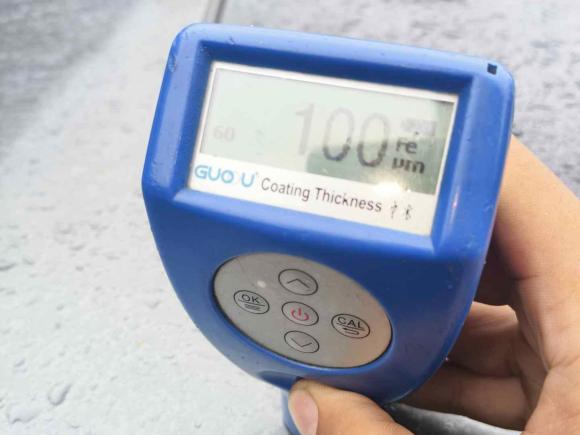 60 100 Fe
µm
GUOOU Coating Thickness
OK
CAL